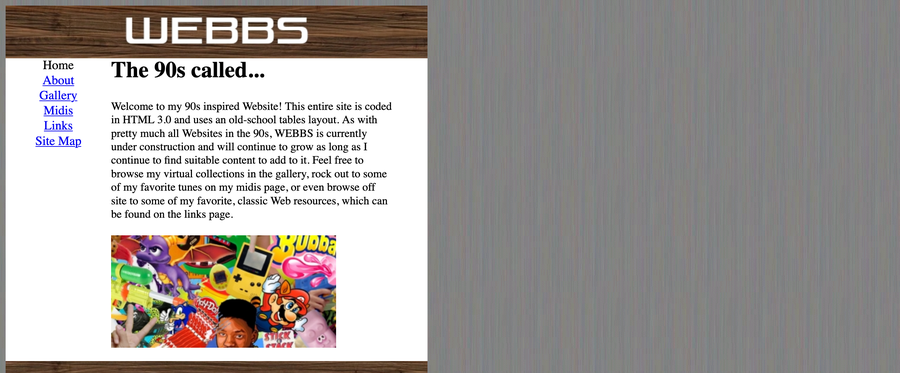 WEBBS
Home
About
Gallery
Midis
Links
Site Map
The 90s called...
Welcome to my 90s inspired Website! This entire site is coded
in HTML 3.0 and uses an old-school tables layout. As with
pretty much all Websites in the 90s, WEBBS is currently
under construction and will continue to grow as long as I
continue to find suitable content to add to it. Feel free to
browse my virtual collections in the gallery, rock out to some
of my favorite tunes on my midis page, or even browse off
site to some of my favorite, classic Web resources, which can
be found on the links page.
Bubba
STICK